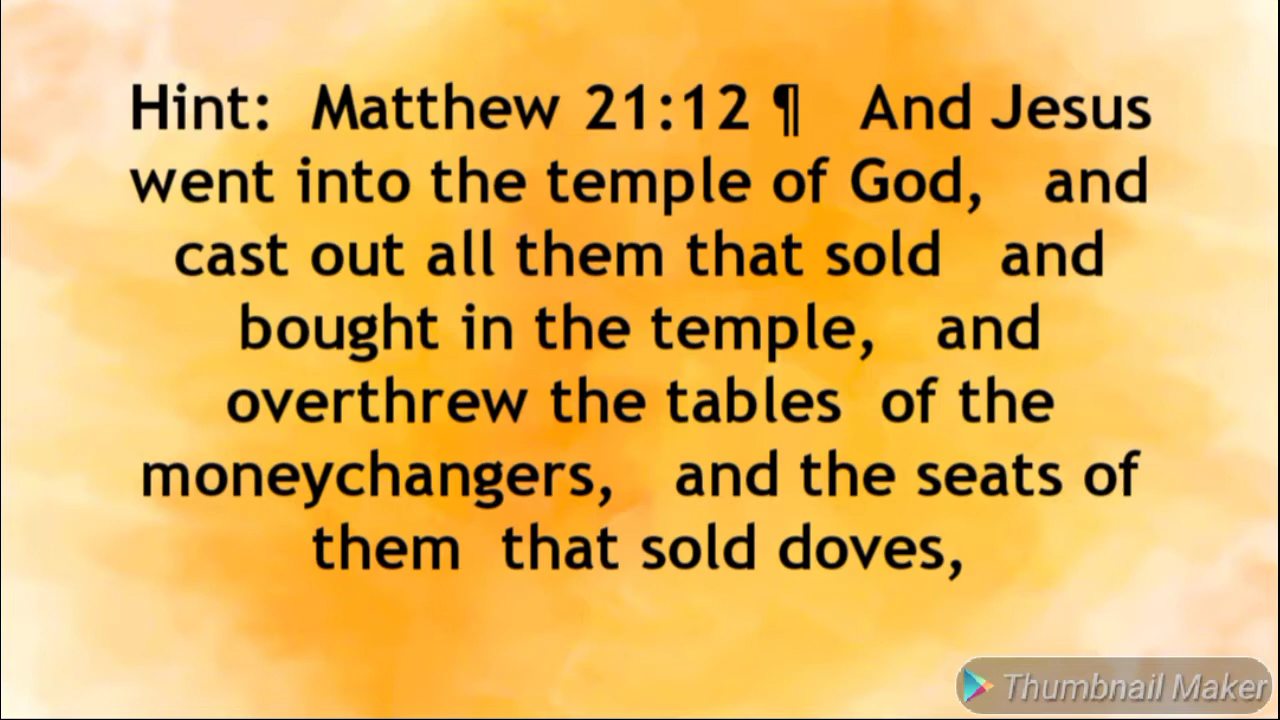 Hint: Matthew 21:12 ¶ And Jesus
went into the temple of God, and
cast out all them that sold and
bought in the temple, and
overthrew the tables of the
moneychangers, and the seats of
them that sold doves,
Thumbnail Maker